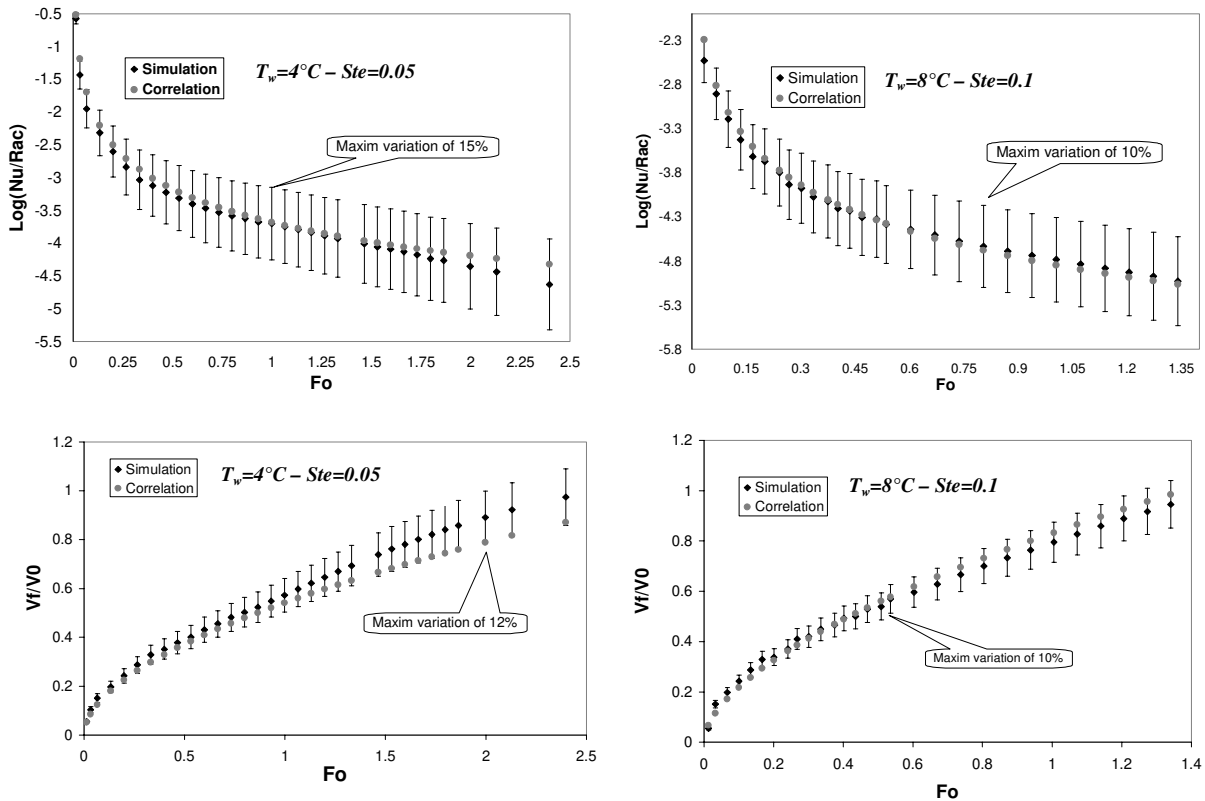 -0.5
-1
-1.5
-2
-2.5
-3
-3.5
-4
-4.5
-5
-5.5
Log(Nu/Rac)
Simulation
Correlation
T_w=4°C – Ste=0.05
Maxim variation of 15%
0 0.25 0.5 0.75 1 1.25 1.5 1.75 2 2.25 2.5
Fo
-2.3
-2.8
-3.3
-3.8
-4.3
-4.8
-5.3
-5.8
Log(Nu/Rac)
Simulation
Correlation
T_w=8°C – Ste=0.1
Maxim variation of 10%
0 0.15 0.3 0.45 0.6 0.75 0.9 1.05 1.2 1.35
Fo
1.2
1
0.8
0.6
0.4
0.2
0
Vf/V0
Simulation
Correlation
T_w=4°C – Ste=0.05
Maxim variation of 12%
0 0.5 1 1.5 2 2.5
Fo
1.2
1
0.8
0.6
0.4
0.2
0
Vf/V0
Simulation
Correlation
T_w=8°C – Ste=0.1
Maxim variation of 10%
0 0.2 0.4 0.6 0.8 1 1.2 1.4
Fo